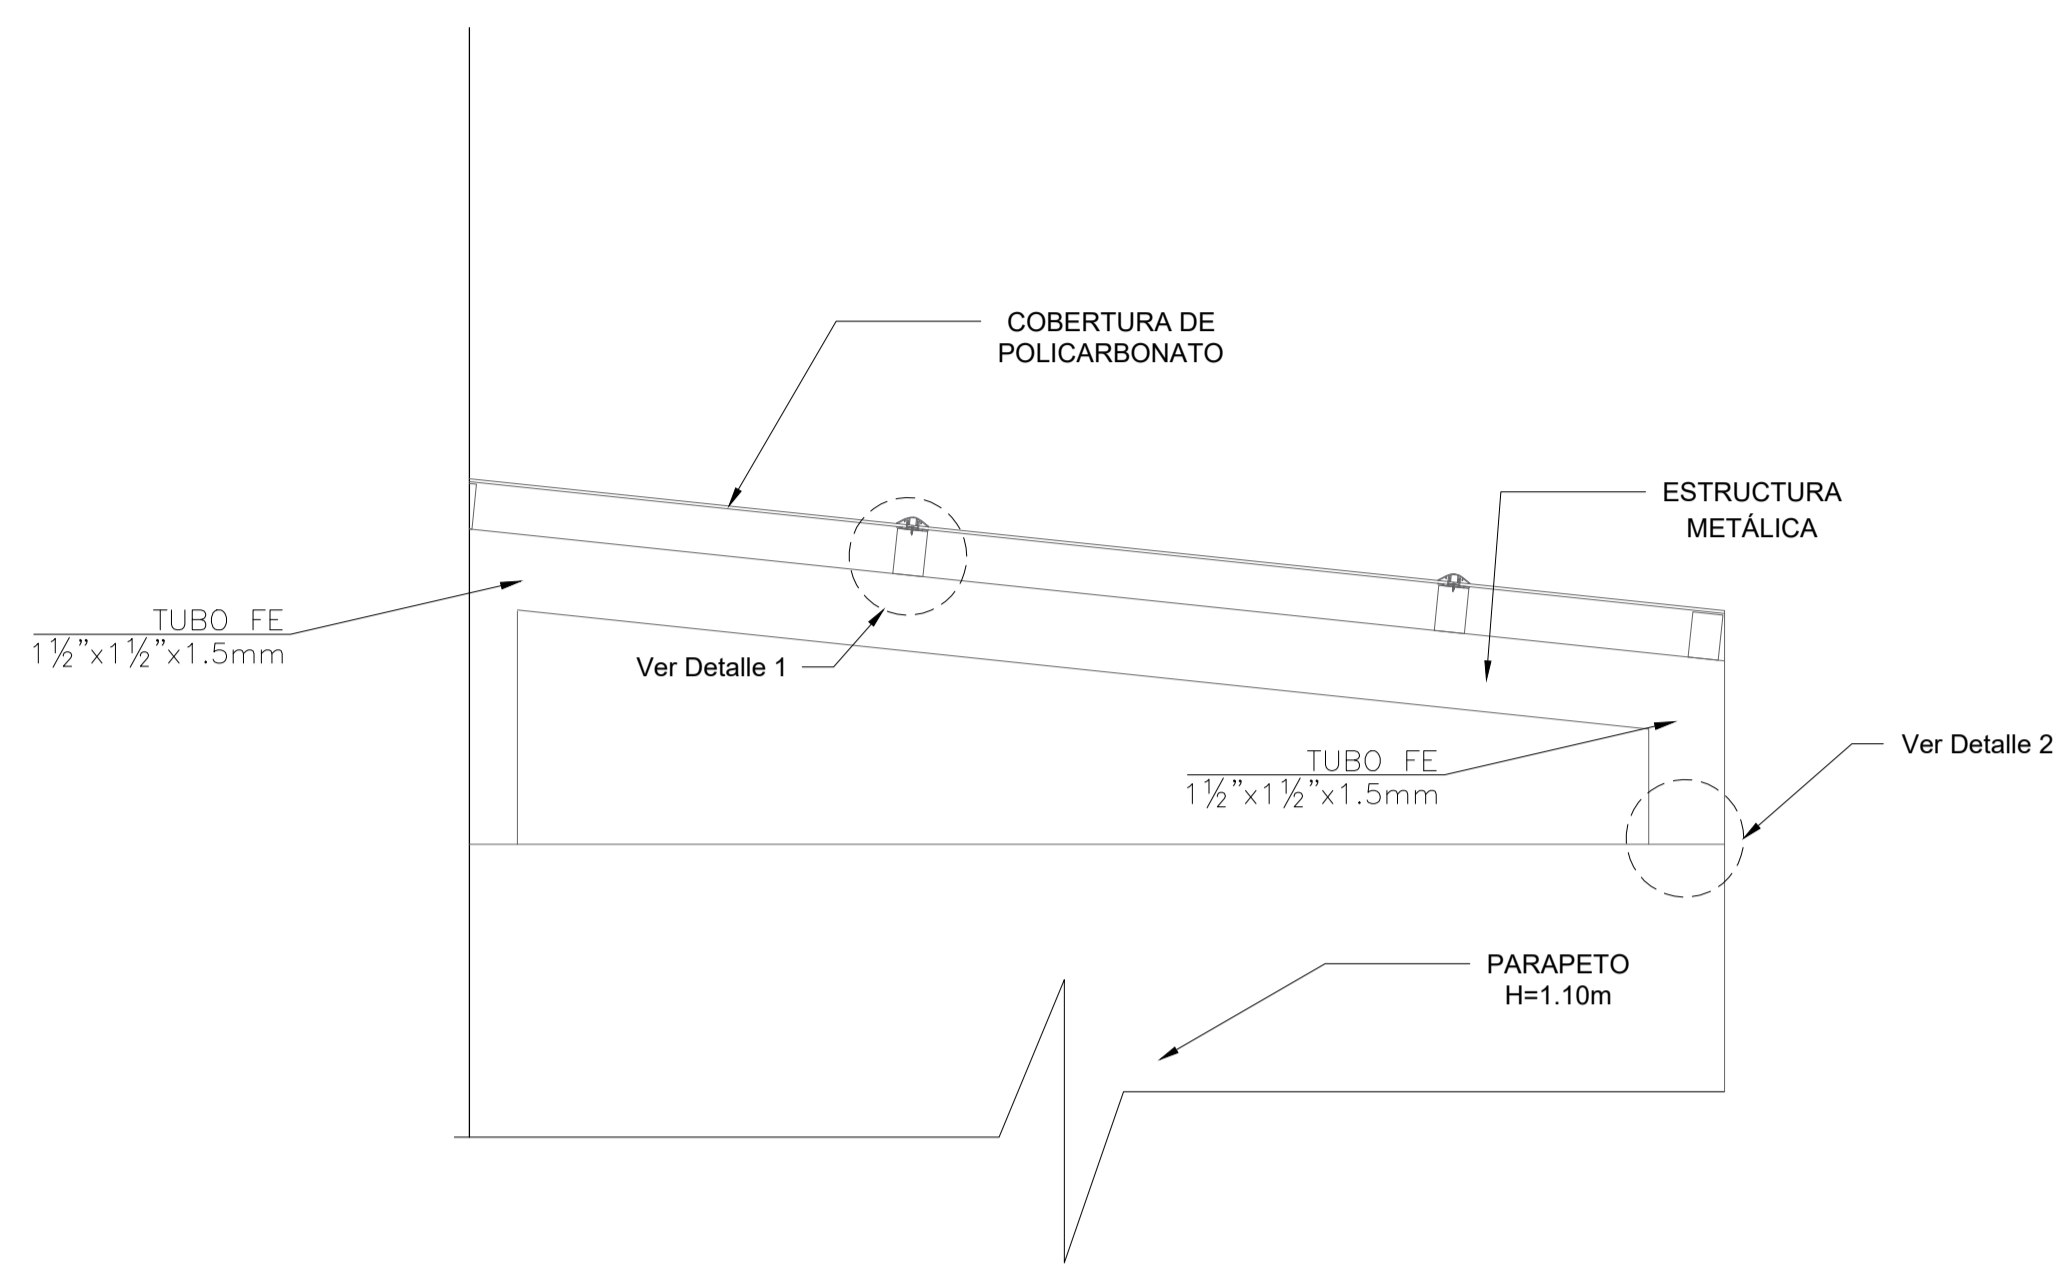 COBERTURA DE
POLICARBONATO
ESTRUCTURA
METÁLICA
TUBO FE
1½"x1½"x1.5mm
Ver Detalle 1
TUBO FE
1½"x1½"x1.5mm
Ver Detalle 2
PARAPETO
H=1.10m